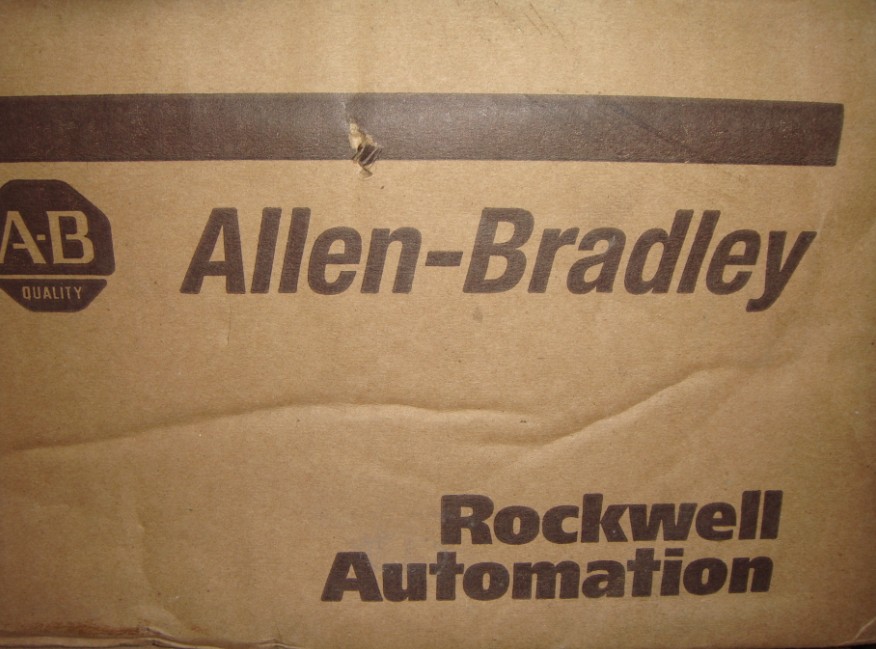 A-B
QUALITY
Allen-Bradley
Rockwell
Automation